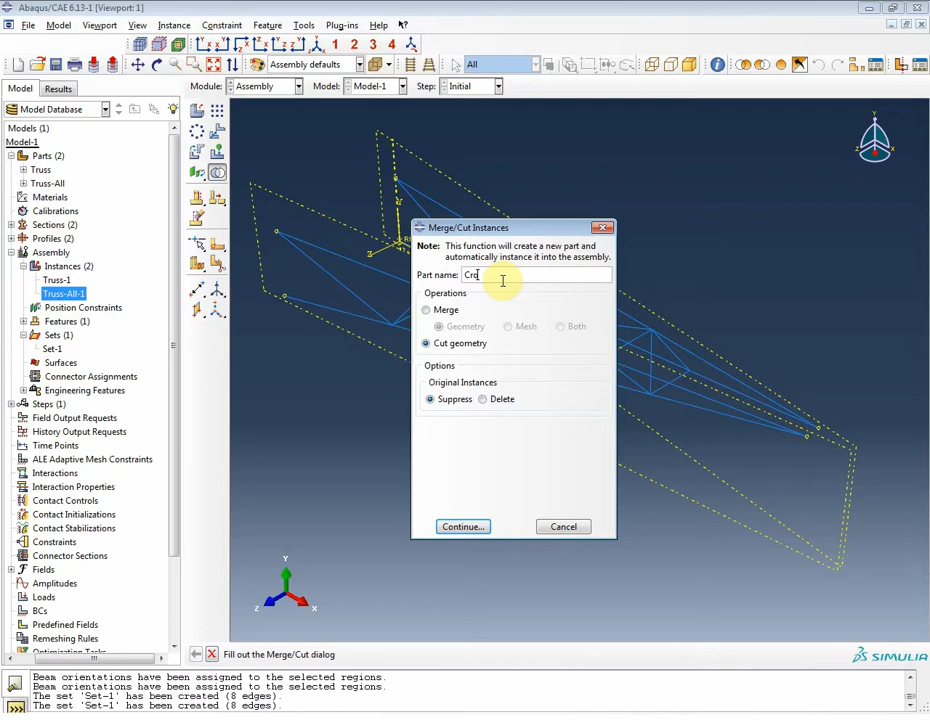 Abaqus/CAE 6.13-1 [Viewport: 1]
File Model Viewport View Instance Constraint Feature Tools Plug-ins Help
1 2 3 4
Assembly defaults
All
Model Results
Module: Assembly Model: Model-1 Step: Initial
Model Database
Models (1)
Model-1
Parts (2)
Truss
Truss-All
Materials
Calibrations
Sections (2)
Profiles (2)
Assembly
Instances (2)
Truss-1
Truss-All-1
Position Constraints
Features (1)
Sets (1)
Set-1
Surfaces
Connector Assignments
Engineering Features
Steps (1)
Field Output Requests
History Output Requests
Time Points
ALE Adaptive Mesh Constraints
Interactions
Interaction Properties
Contact Controls
Contact Initializations
Contact Stabilizations
Constraints
Connector Sections
Fields
Amplitudes
Loads
BCs
Predefined Fields
Remeshing Rules
Optimization Tasks
Y
Z X
Z
Merge/Cut Instances
Note: This function will create a new part and
automatically instance it into the assembly.
Part name: Cro
Operations
Merge
Geometry Mesh Both
Cut geometry
Options
Original Instances
Suppress Delete
Continue... Cancel
Y
Z X
Fill out the Merge/Cut dialog
SIMULIA
Beam orientations have been assigned to the selected regions.
Beam orientations have been assigned to the selected regions.
The set 'Set-1' has been created (8 edges).
The set 'Set-1' has been created (8 edges).
>>>